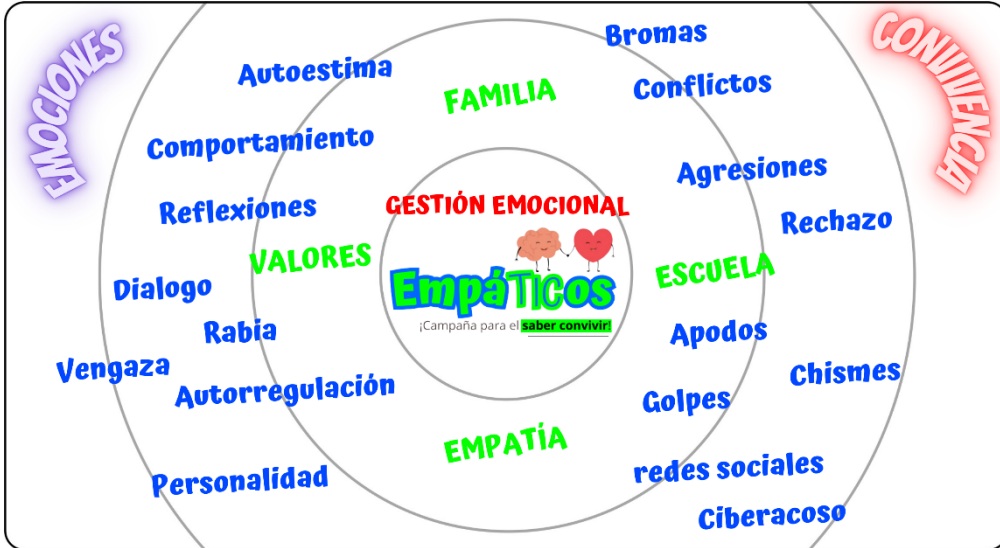 EMOCIONES
CONVIVENCIA
Bromas
Autoestima
FAMILIA
Conflictos
Comportamiento
Agresiones
Reflexiones
GESTIÓN EMOCIONAL
Rechazo
VALORES
ESCUELA
Dialogo
EmpáTICos
¡Campaña para el saber convivir!
Rabia
Apodos
Vengaza
Chismes
Autorregulación
Golpes
EMPATÍA
redes sociales
Personalidad
Ciberacoso